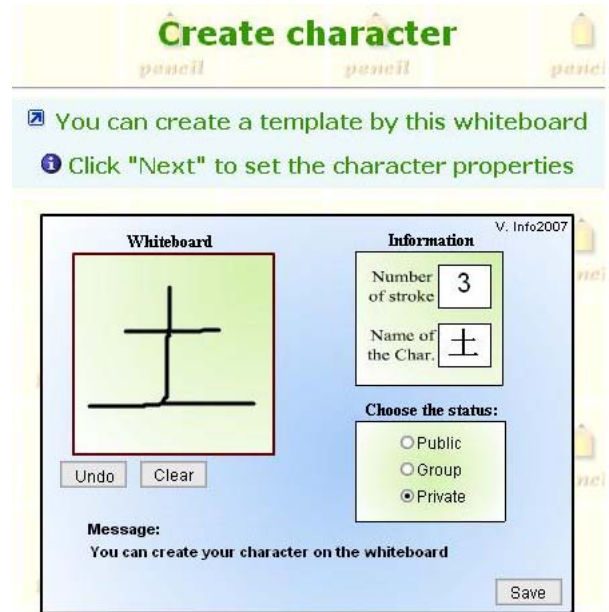 Create character
pencil pencil
You can create a template by this whiteboard
Click "Next" to set the character properties
V. Info2007
Whiteboard
土
Undo Clear
Information
Number of stroke 3
Name of the Char. 土
Choose the status:
Public
Group
Private
Message:
You can create your character on the whiteboard
Save